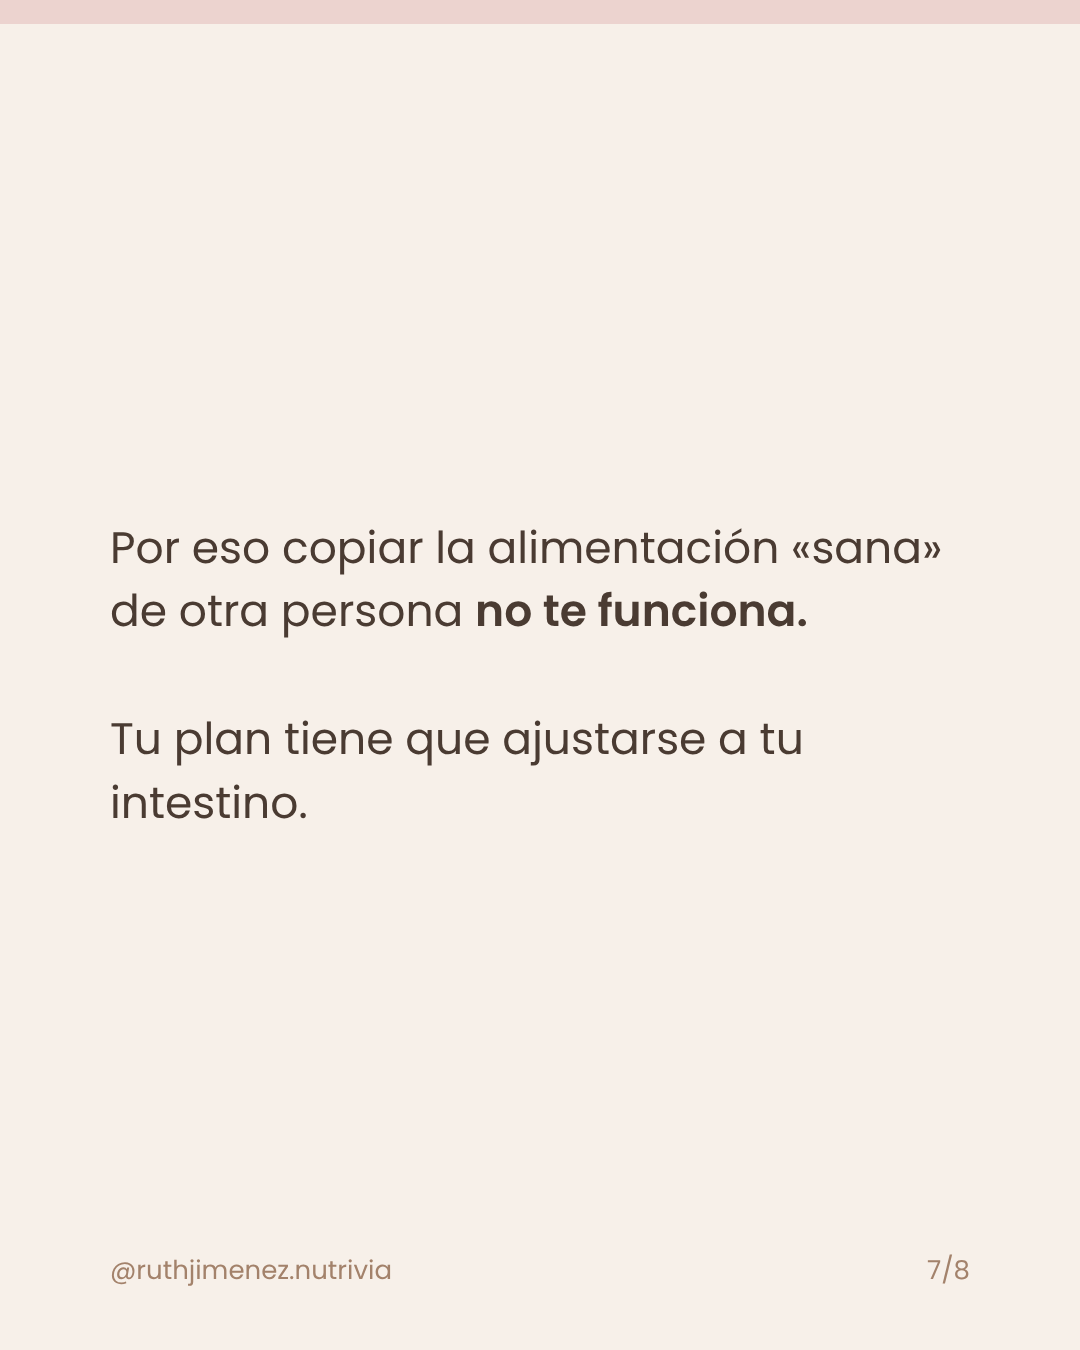 Por eso copiar la alimentación «sana»
de otra persona no te funciona.
Tu plan tiene que ajustarse a tu
intestino.
@ruthjimenez.nutrivia
7/8